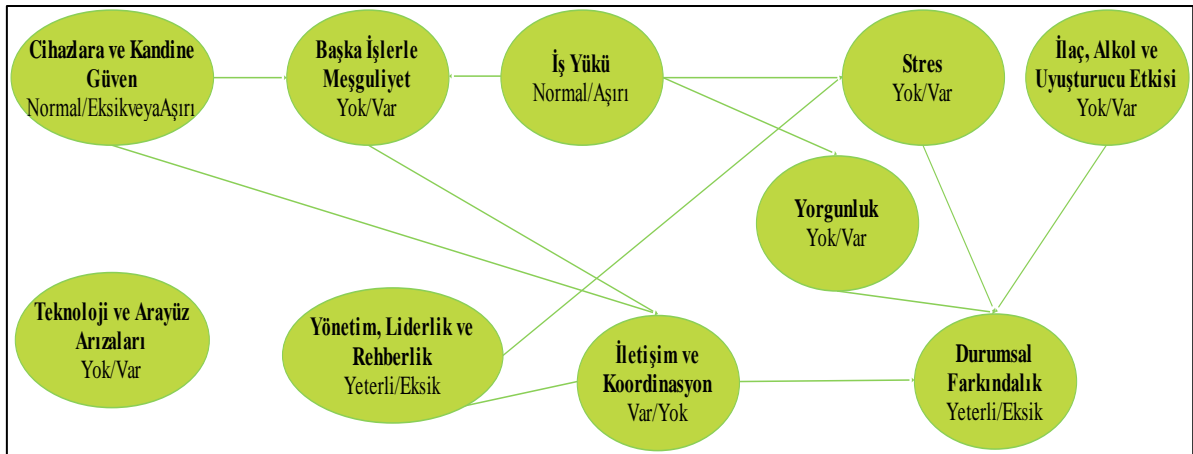 Cihazlara ve Kandine
Güven
Normal/EksikveyaAşırı
Başka İşlerle
Meşguliyet
Yok/Var
İş Yükü
Normal/Aşırı
Stres
Yok/Var
İlaç, Alkol ve
Uyuşturucu Etkisi
Yok/Var
Yorgunluk
Yok/Var
Teknoloji ve Arayüz
Arızaları
Yok/Var
Yönetim, Liderlik ve
Rehberlik
Yeterli/Eksik
İletişim ve
Koordinasyon
Var/Yok
Durumsal
Farkındalık
Yeterli/Eksik